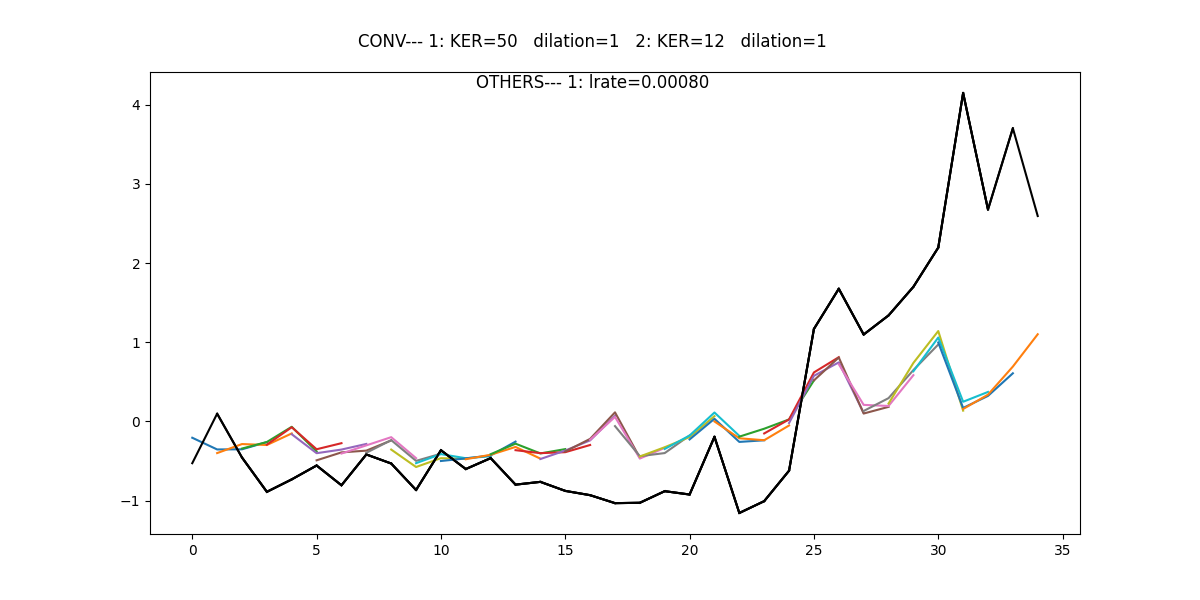 CONV--- 1: KER=50   dilation=1   2: KER=12   dilation=1
OTHERS--- 1: lrate=0.00080
4
3
2
1
0
−1
0 5 10 15 20 25 30 35